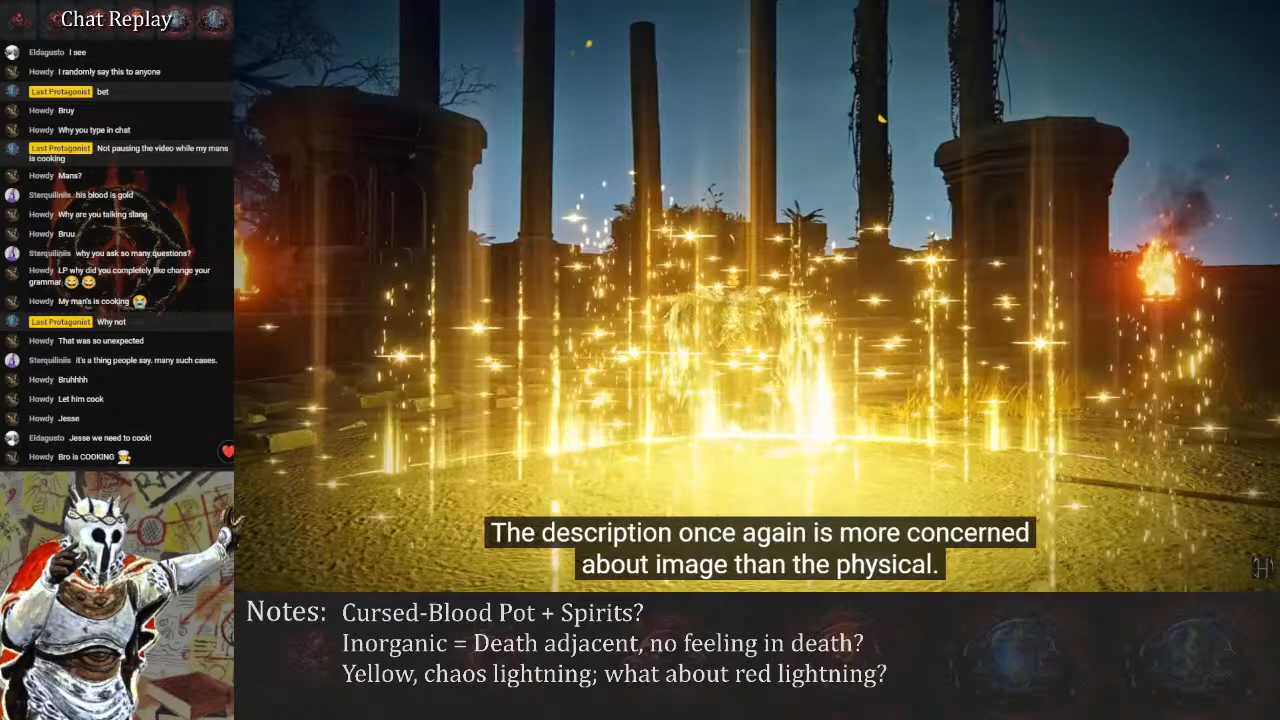 Chat Replay
Eldagusto I see
Howdy I randomly say this to anyone
Last Protagonist bet
Howdy Bruy
Howdy Why you type in chat
Last Protagonist Not pausing the video while my mans
is cooking
Howdy Mans?
Sterquiliniis his blood is gold
Howdy Why are you talking slang
Howdy Bruu
Sterquiliniis why you ask so many questions?
Howdy LP why did you completely like change your
grammar 😂 😂
Howdy My man's is cooking 😭
Last Protagonist Why not
Howdy That was so unexpected
Sterquiliniis it's a thing people say. many such cases.
Howdy Bruhhhh
Howdy Let him cook
Howdy Jesse
Eldagusto Jesse we need to cook!
Howdy Bro is COOKING 👨‍🍳
The description once again is more concerned
about image than the physical.
Notes: Cursed-Blood Pot + Spirits?
Inorganic = Death adjacent, no feeling in death?
Yellow, chaos lightning; what about red lightning?